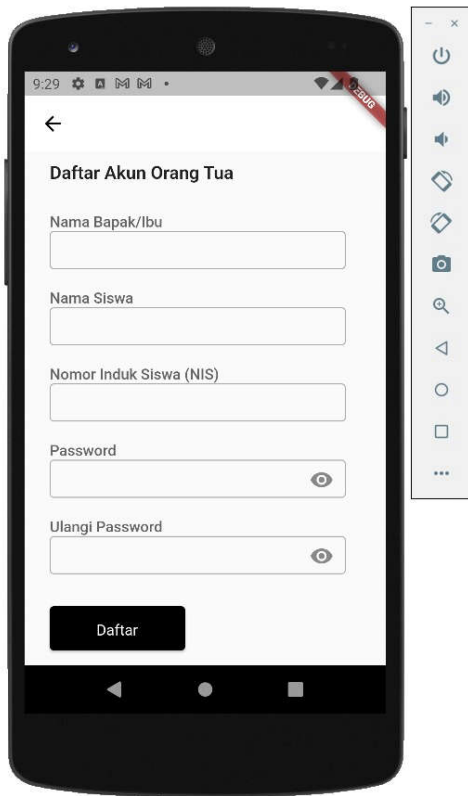 9:29
DEBUG
Daftar Akun Orang Tua
Nama Bapak/Ibu
Nama Siswa
Nomor Induk Siswa (NIS)
Password
Ulangi Password
Daftar